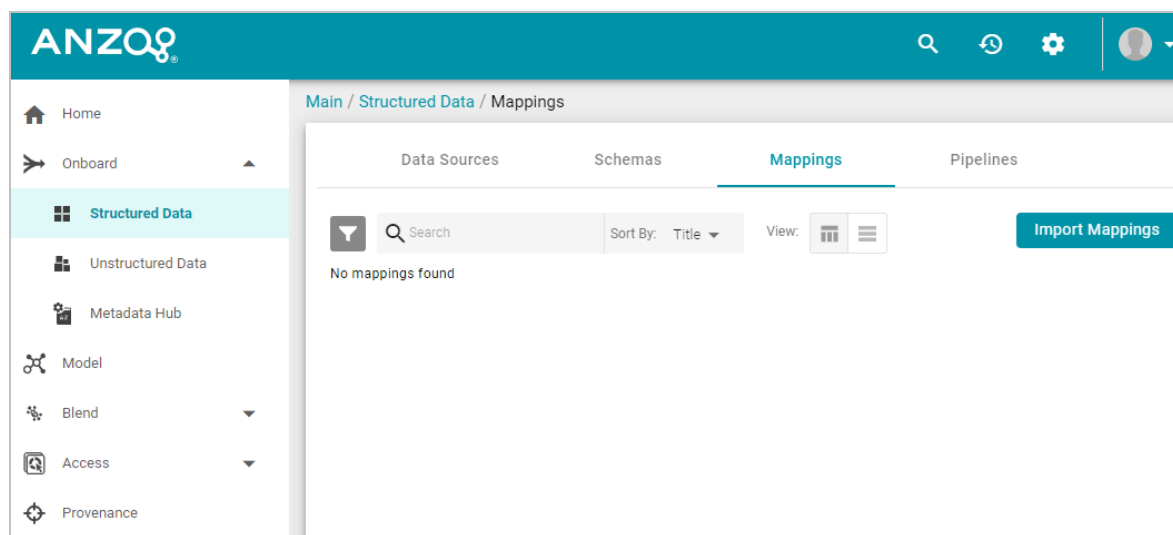 ANZO®
Home
Onboard
Structured Data
Unstructured Data
Metadata Hub
Model
Blend
Access
Provenance
Main / Structured Data / Mappings
Data Sources Schemas Mappings Pipelines
Search Sort By: Title View: Import Mappings
No mappings found